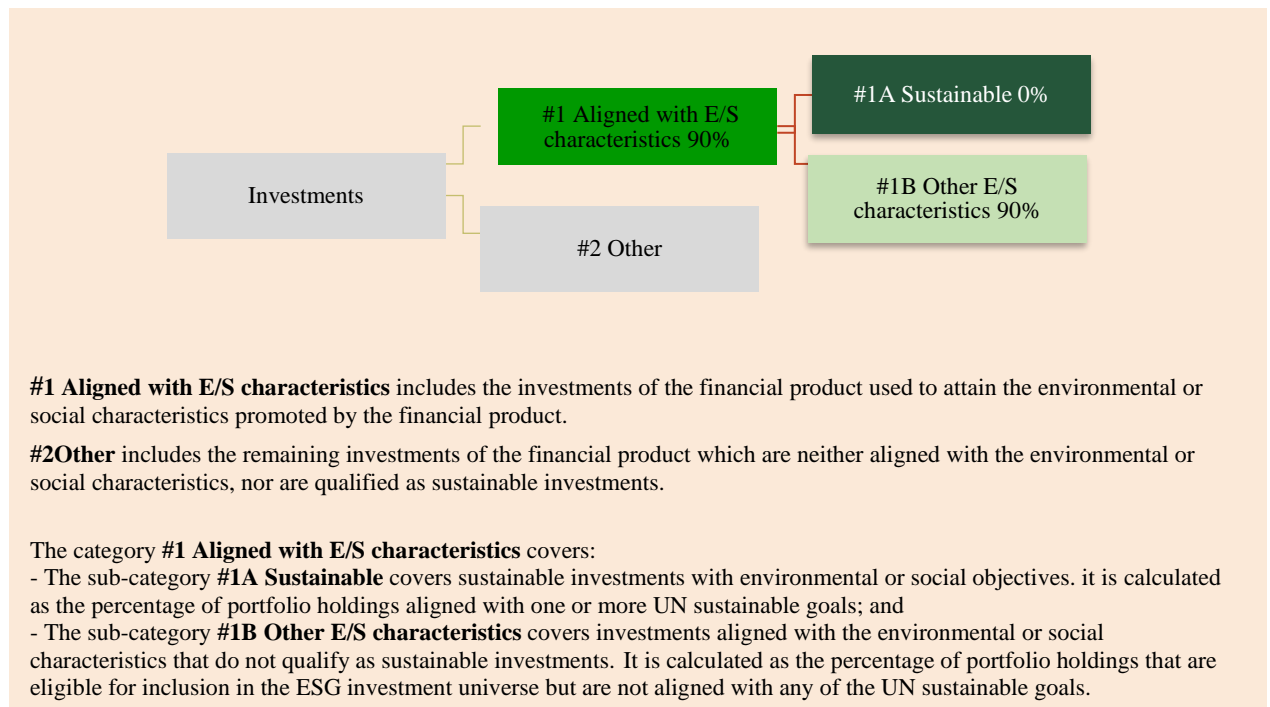 #1A Sustainable 0%
#1 Aligned with E/S
characteristics 90%
Investments
#1B Other E/S
characteristics 90%
#2 Other
#1 Aligned with E/S characteristics includes the investments of the financial product used to attain the environmental or
social characteristics promoted by the financial product.
#2Other includes the remaining investments of the financial product which are neither aligned with the environmental or
social characteristics, nor are qualified as sustainable investments.
The category #1 Aligned with E/S characteristics covers:
- The sub-category #1A Sustainable covers sustainable investments with environmental or social objectives. it is calculated
as the percentage of portfolio holdings aligned with one or more UN sustainable goals; and
- The sub-category #1B Other E/S characteristics covers investments aligned with the environmental or social
characteristics that do not qualify as sustainable investments. It is calculated as the percentage of portfolio holdings that are
eligible for inclusion in the ESG investment universe but are not aligned with any of the UN sustainable goals.